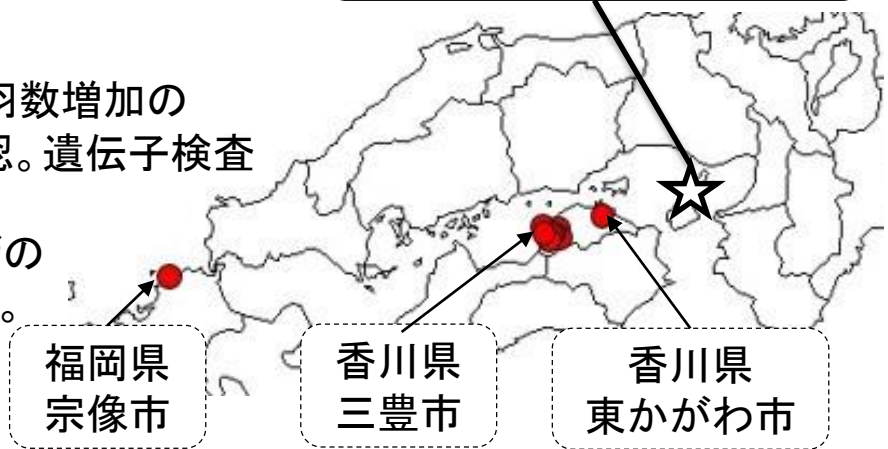 羽数増加の
認。遺伝子検査
の
。
福岡県
宗像市
香川県
三豊市
香川県
東かがわ市